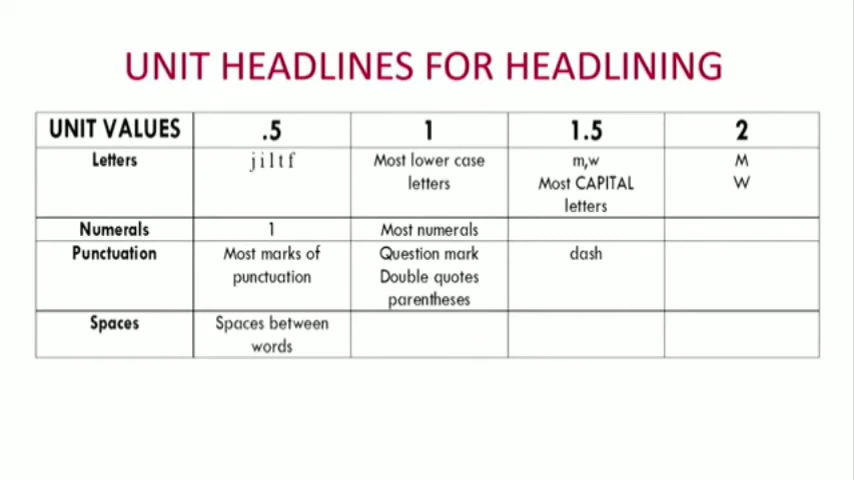 UNIT HEADLINES FOR HEADLINING
UNIT VALUES .5 1 1.5 2
Letters j i l t f Most lower case letters m,w Most CAPITAL letters M W
Numerals 1 Most numerals
Punctuation Most marks of punctuation Question mark Double quotes parentheses dash
Spaces Spaces between words